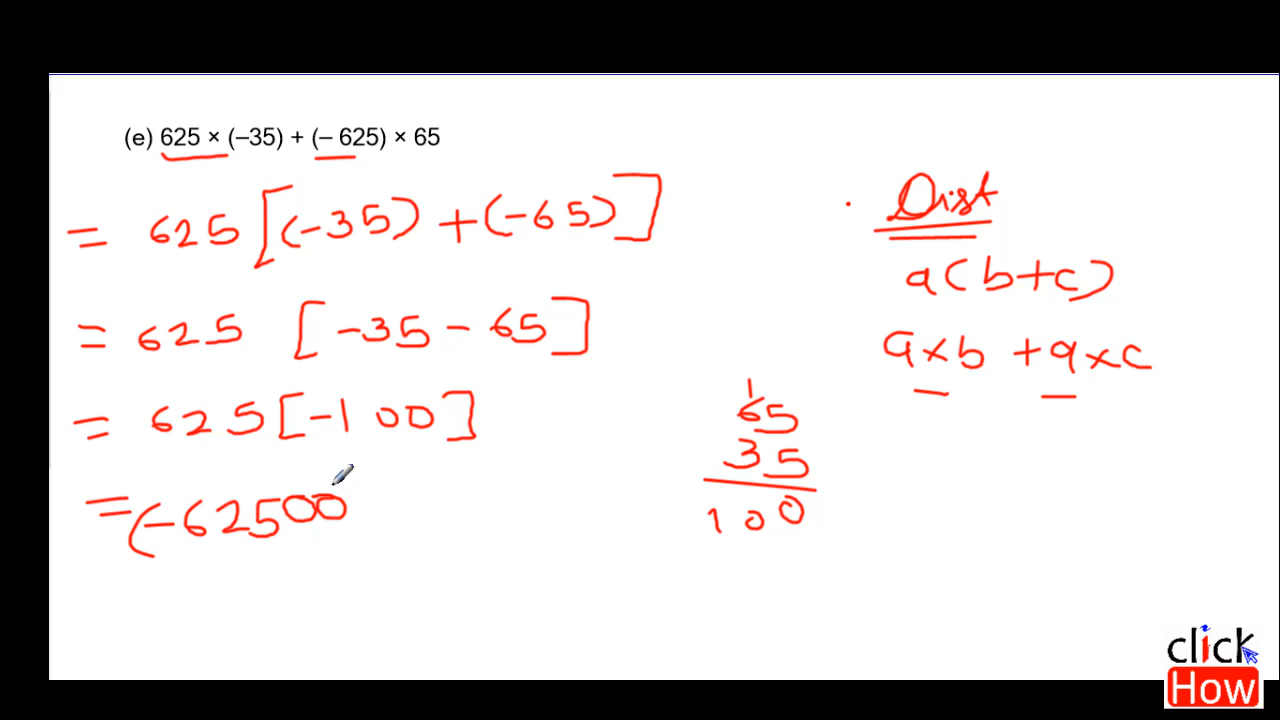 (e) 625 × (–35) + (– 625) × 65
= 625 [(-35) + (-65)]
= 625 [-35 - 65]
= 625 [-100]
= (-62500
Dist
a(b+c)
a×b + a×c
1
65
35
100
click
How